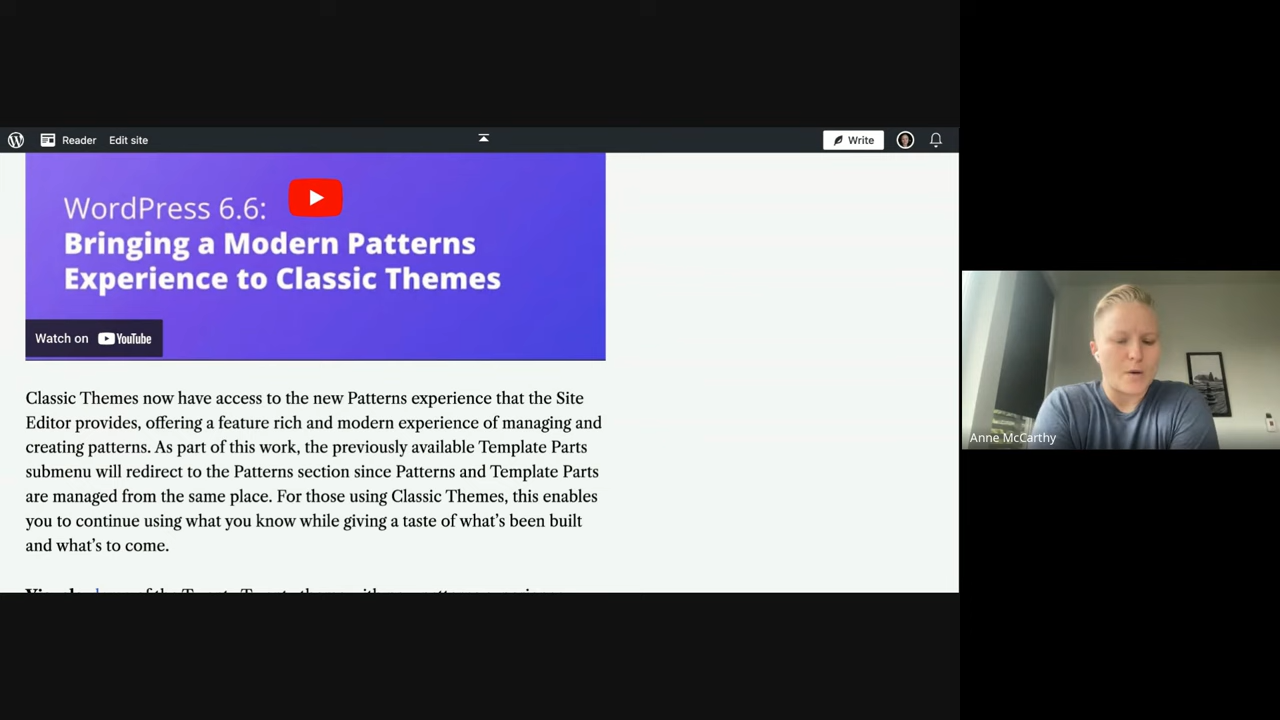 Reader Edit site Write
WordPress 6.6:
Bringing a Modern Patterns
Experience to Classic Themes
Watch on YouTube
Classic Themes now have access to the new Patterns experience that the Site
Editor provides, offering a feature rich and modern experience of managing and
creating patterns. As part of this work, the previously available Template Parts
submenu will redirect to the Patterns section since Patterns and Template Parts
are managed from the same place. For those using Classic Themes, this enables
you to continue using what you know while giving a taste of what's been built
and what's to come.
Anne McCarthy